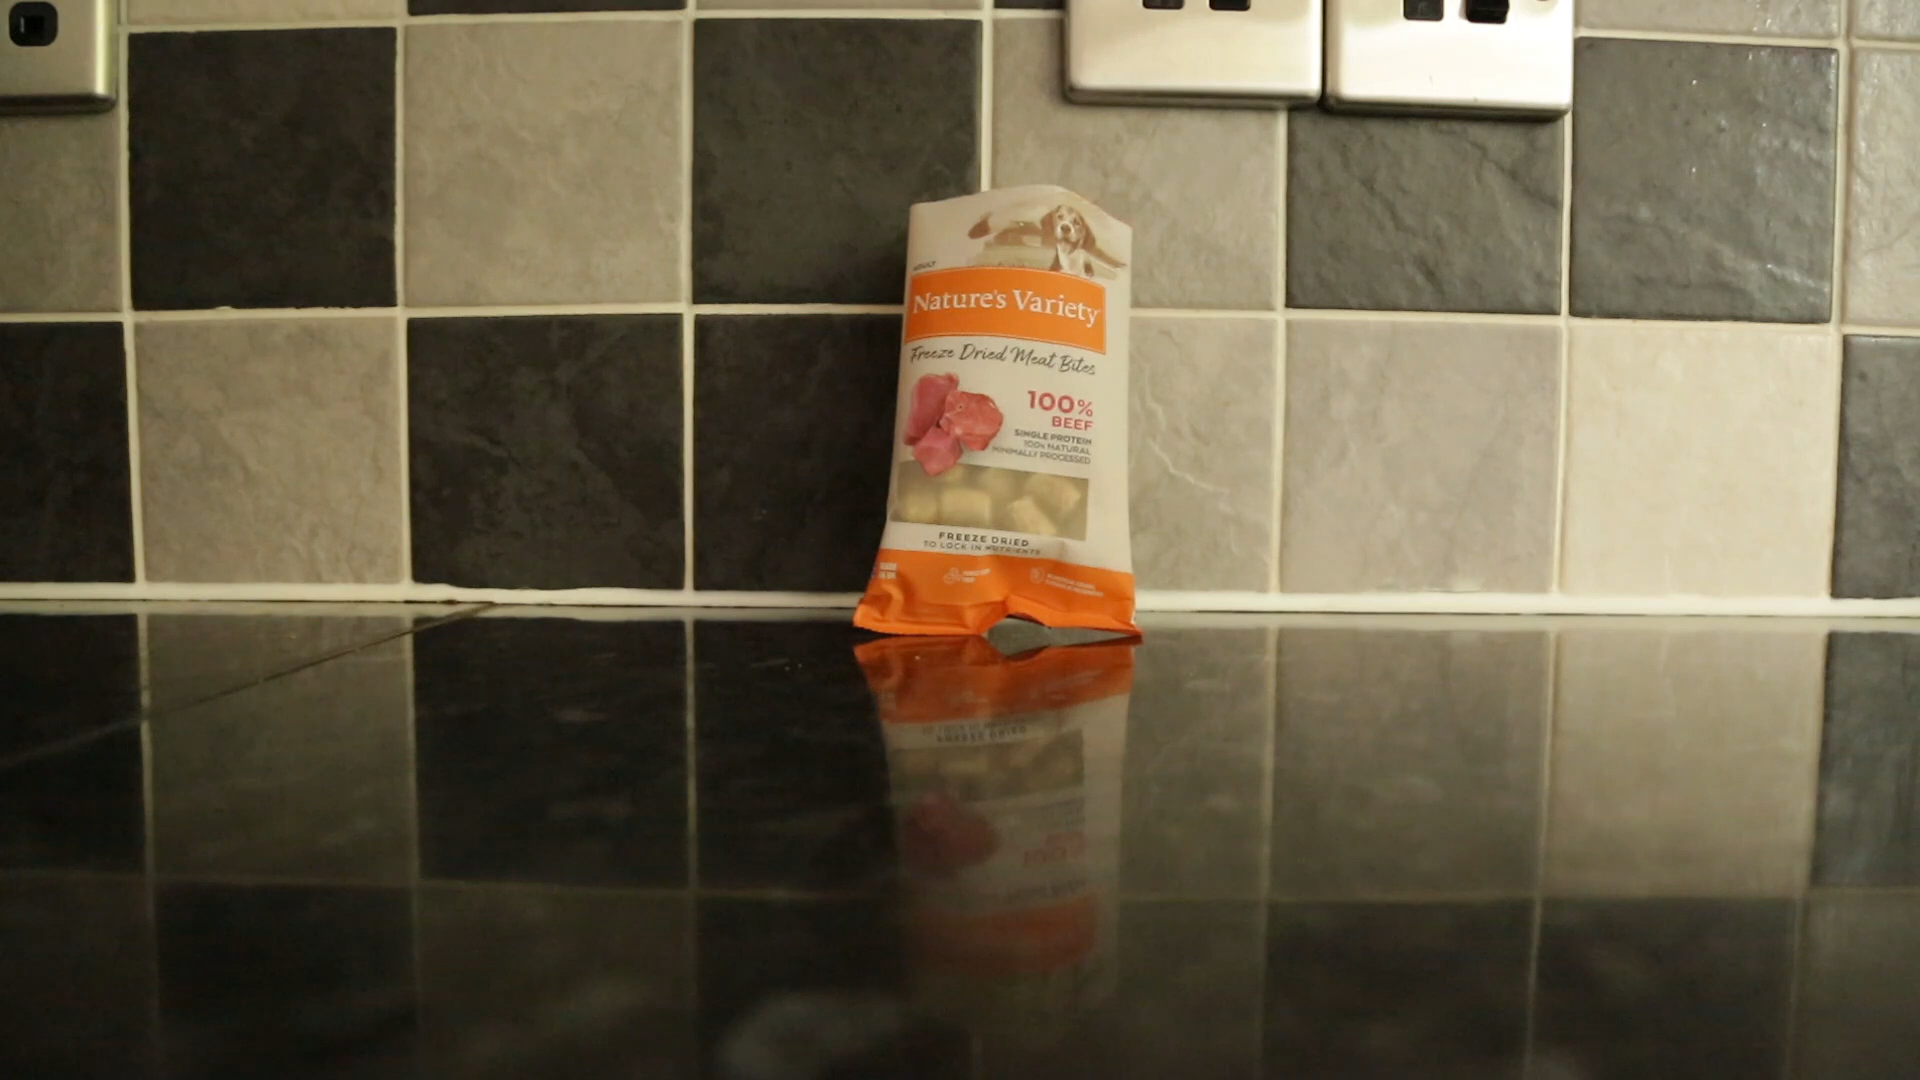 ADULT
Nature's Variety
Freeze Dried Meat Bites
100%
BEEF
SINGLE PROTEIN
100% NATURAL
MINIMALLY PROCESSED
FREEZE DRIED
TO LOCK IN NUTRIENTS